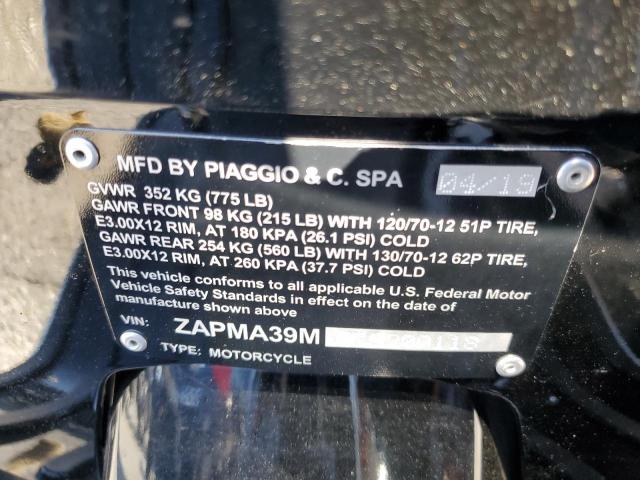 MFD BY PIAGGIO & C. SPA 04/19
GVWR 352 KG (775 LB)
GAWR FRONT 98 KG (215 LB) WITH 120/70-12 51P TIRE,
E3.00X12 RIM, AT 180 KPA (26.1 PSI) COLD
GAWR REAR 254 KG (560 LB) WITH 130/70-12 62P TIRE,
E3.00X12 RIM, AT 260 KPA (37.7 PSI) COLD
This vehicle conforms to all applicable U.S. Federal Motor
Vehicle Safety Standards in effect on the date of
manufacture shown above
VIN: ZAPMA39M
TYPE: MOTORCYCLE